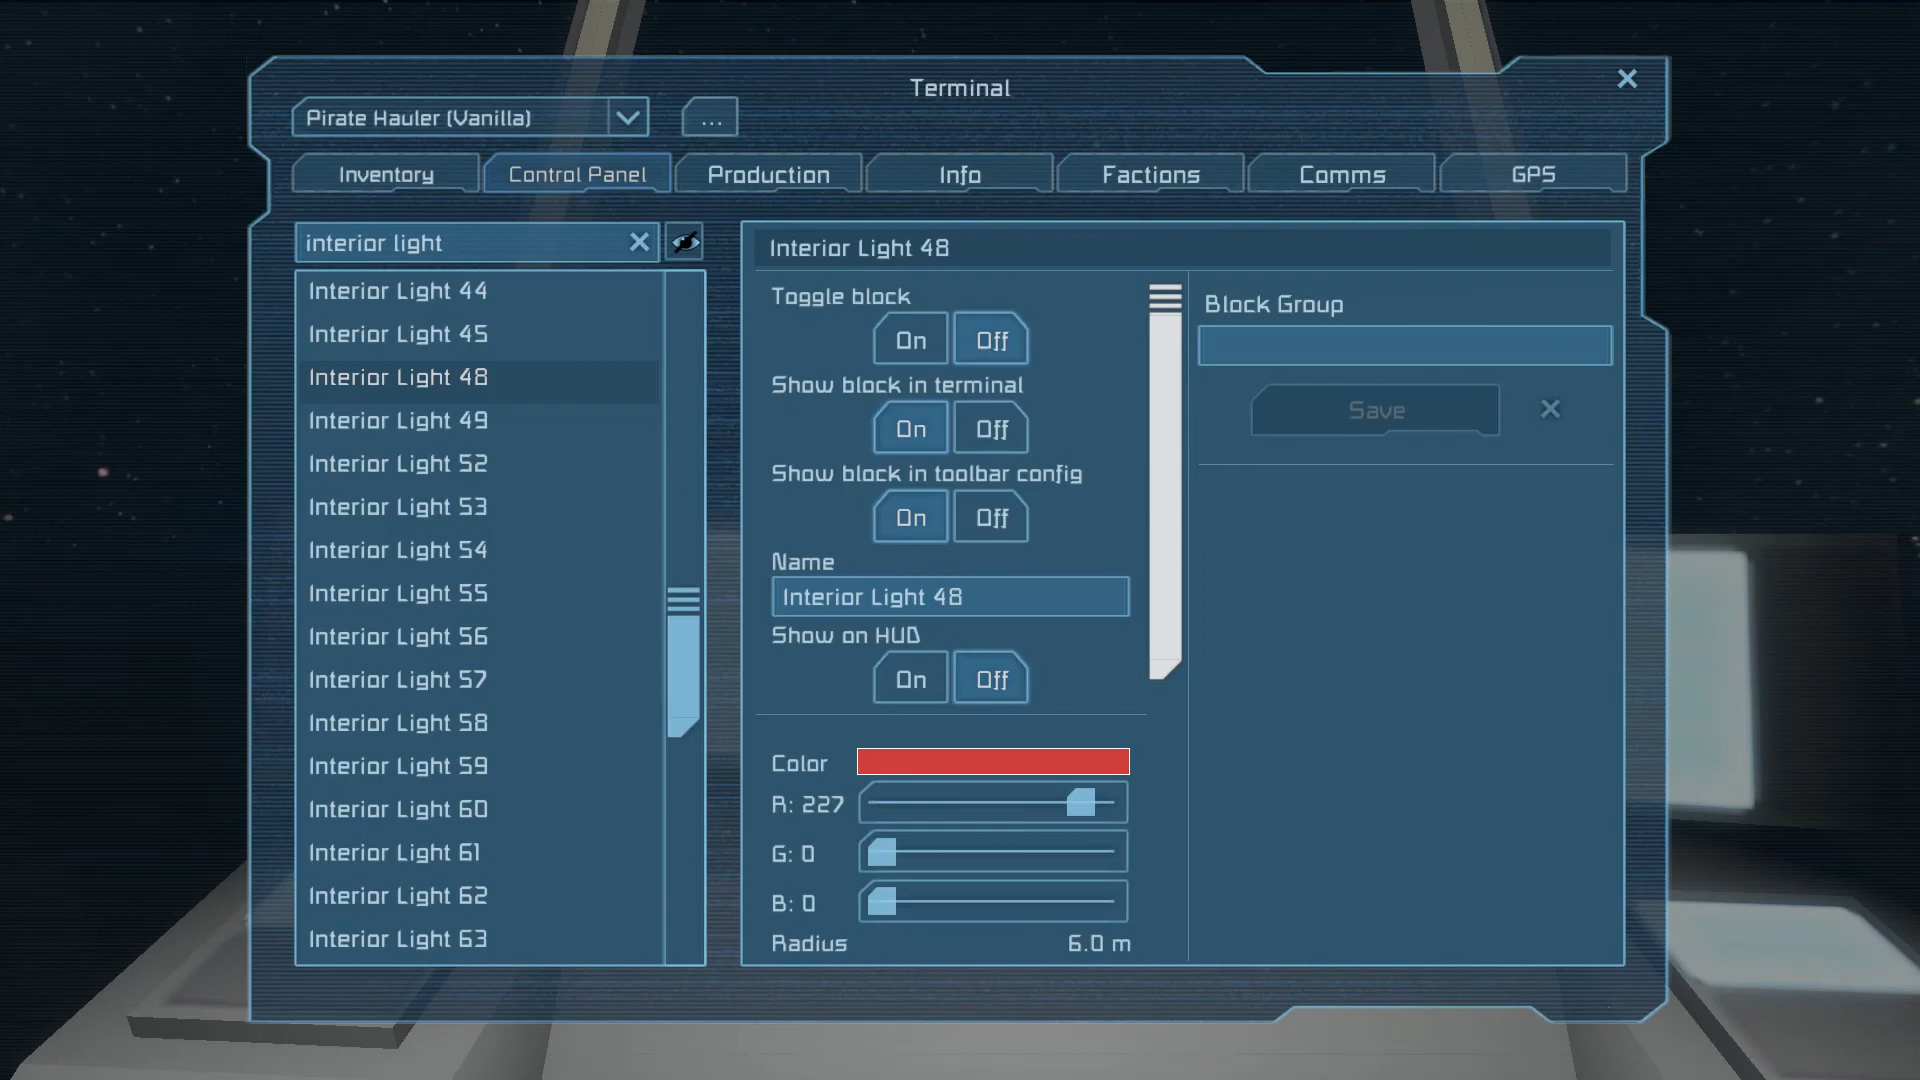 Terminal
Pirate Hauler (Vanilla)
...
Inventory
Control Panel
Production
Info
Factions
Comms
GPS
interior light
Interior Light 44
Interior Light 45
Interior Light 48
Interior Light 49
Interior Light 52
Interior Light 53
Interior Light 54
Interior Light 55
Interior Light 56
Interior Light 57
Interior Light 58
Interior Light 59
Interior Light 60
Interior Light 61
Interior Light 62
Interior Light 63
Interior Light 48
Toggle block
On Off
Show block in terminal
On Off
Show block in toolbar config
On Off
Name
Interior Light 48
Show on HUD
On Off
Color
R: 227
G: 0
B: 0
Radius 6.0 m
Block Group
Save